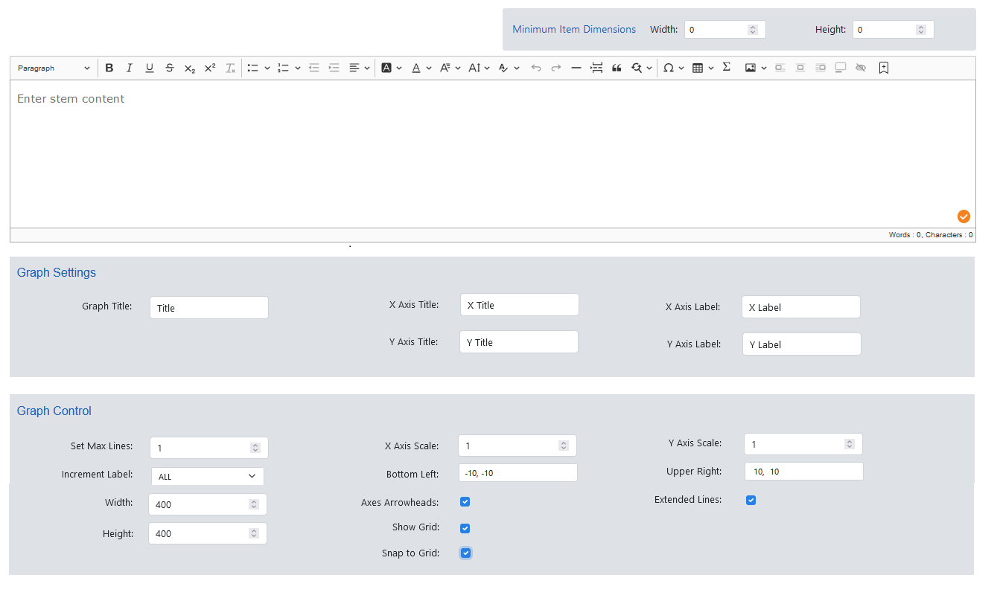 Minimum Item Dimensions Width: 0 Height: 0
Paragraph
Enter stem content
Words : 0, Characters : 0
Graph Settings
Graph Title: Title X Axis Title: X Title X Axis Label: X Label
Y Axis Title: Y Title Y Axis Label: Y Label
Graph Control
Set Max Lines: 1 X Axis Scale: 1 Y Axis Scale: 1
Increment Label: ALL Bottom Left: -10, -10 Upper Right: 10, 10
Width: 400 Axes Arrowheads: Extended Lines:
Height: 400 Show Grid:
Snap to Grid: